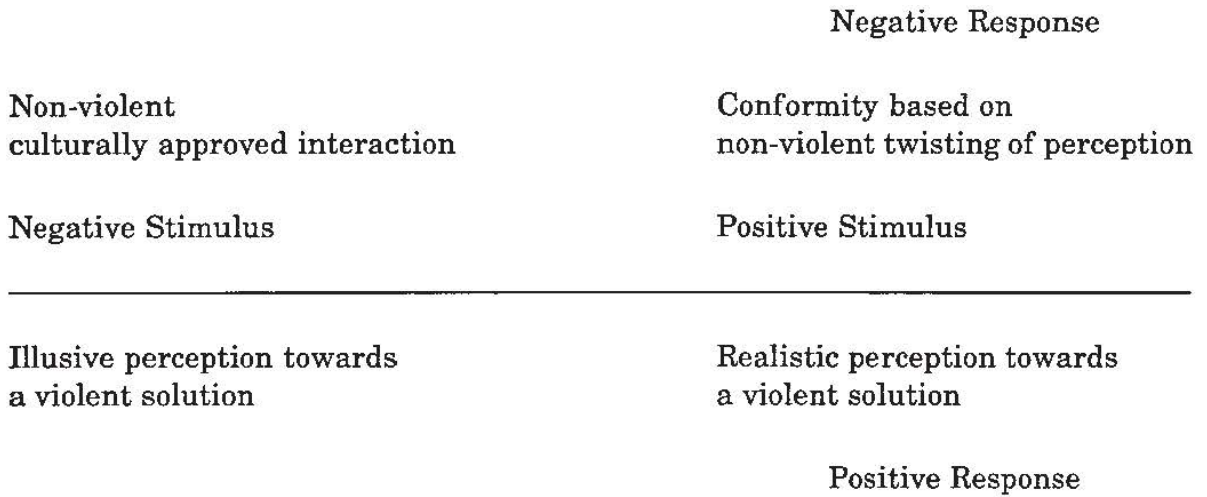 Negative Response
Non-violent
culturally approved interaction
Conformity based on
non-violent twisting of perception
Negative Stimulus
Positive Stimulus
Illusive perception towards
a violent solution
Realistic perception towards
a violent solution
Positive Response